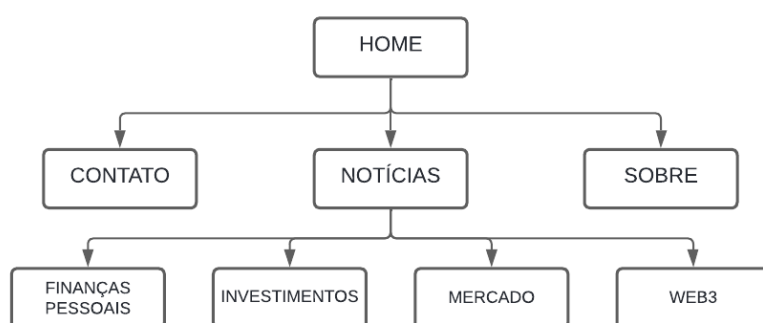 HOME
CONTATO
NOTÍCIAS
SOBRE
FINANÇAS
PESSOAIS
INVESTIMENTOS
MERCADO
WEB3